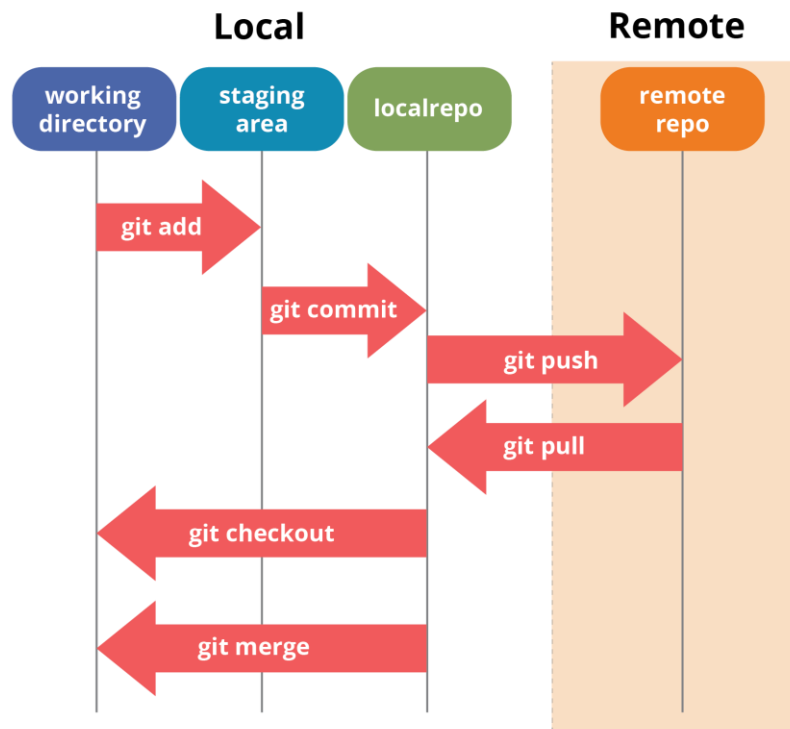 Local
Remote
working
directory
staging
area
localrepo
remote
repo
git add
git commit
git push
git pull
git checkout
git merge